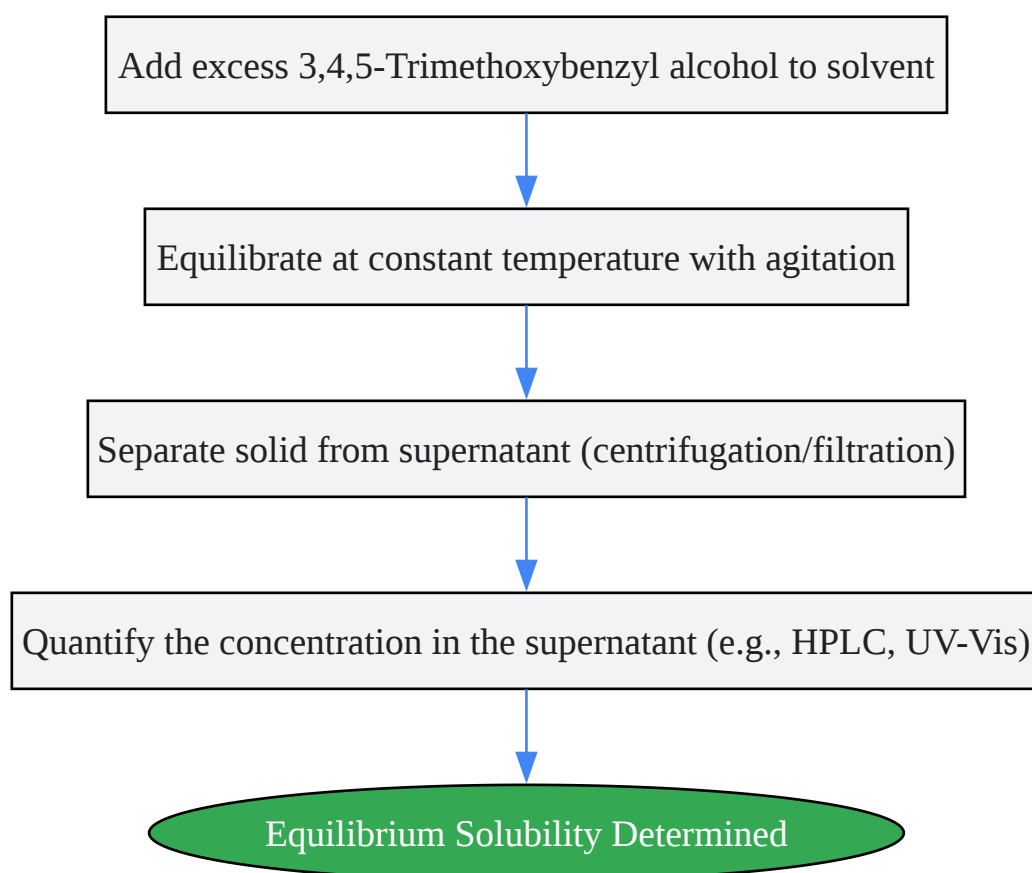 Add excess 3,4,5-Trimethoxybenzyl alcohol to solvent
Equilibrate at constant temperature with agitation
Separate solid from supernatant (centrifugation/filtration)
Quantify the concentration in the supernatant (e.g., HPLC, UV-Vis)
Equilibrium Solubility Determined